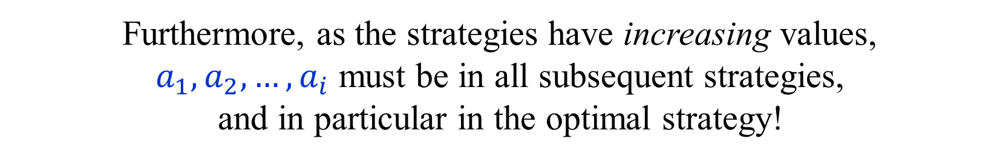 Furthermore, as the strategies have increasing values,
a₁, a₂, … , aᵢ must be in all subsequent strategies,
and in particular in the optimal strategy!